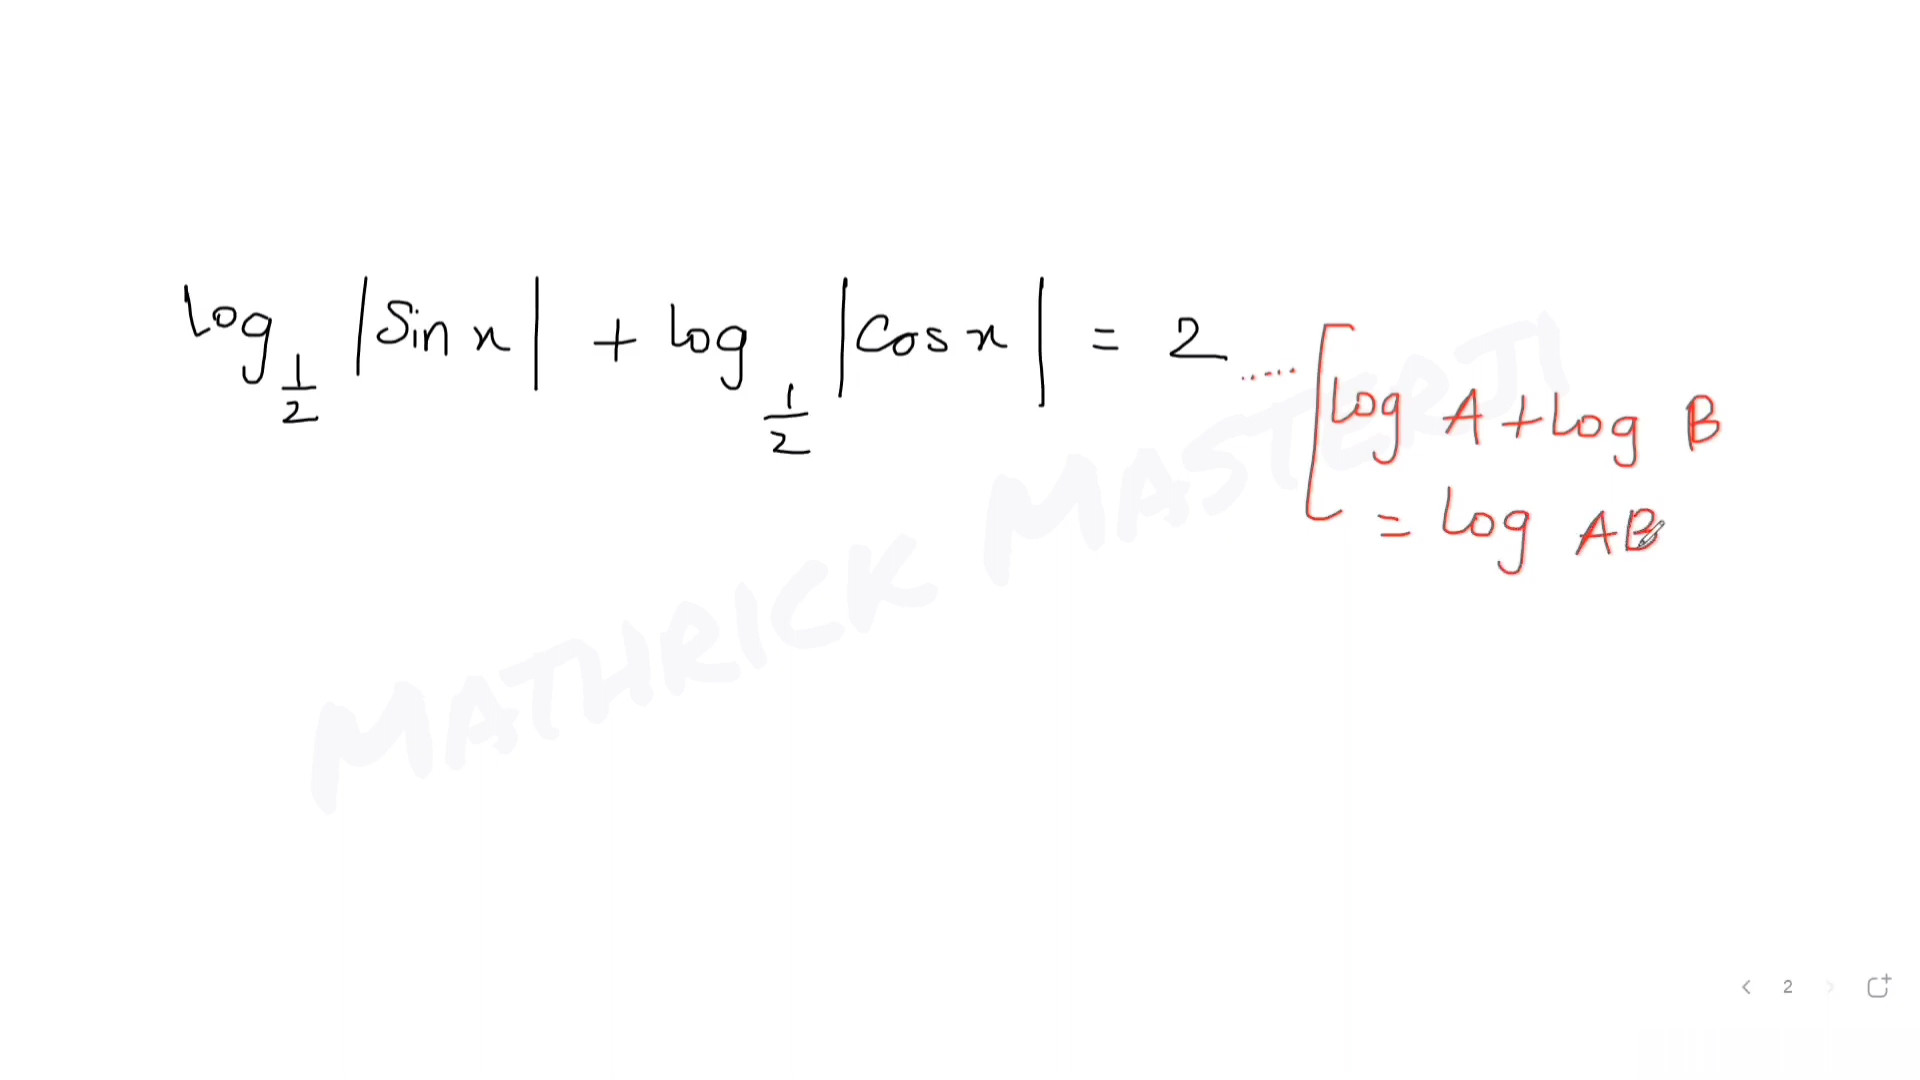 log_{1/2} |Sin x| + log_{1/2} |Cos x| = 2 ...... [log A + log B
= log AB
MATHRICK MASTERJI
< 2 >